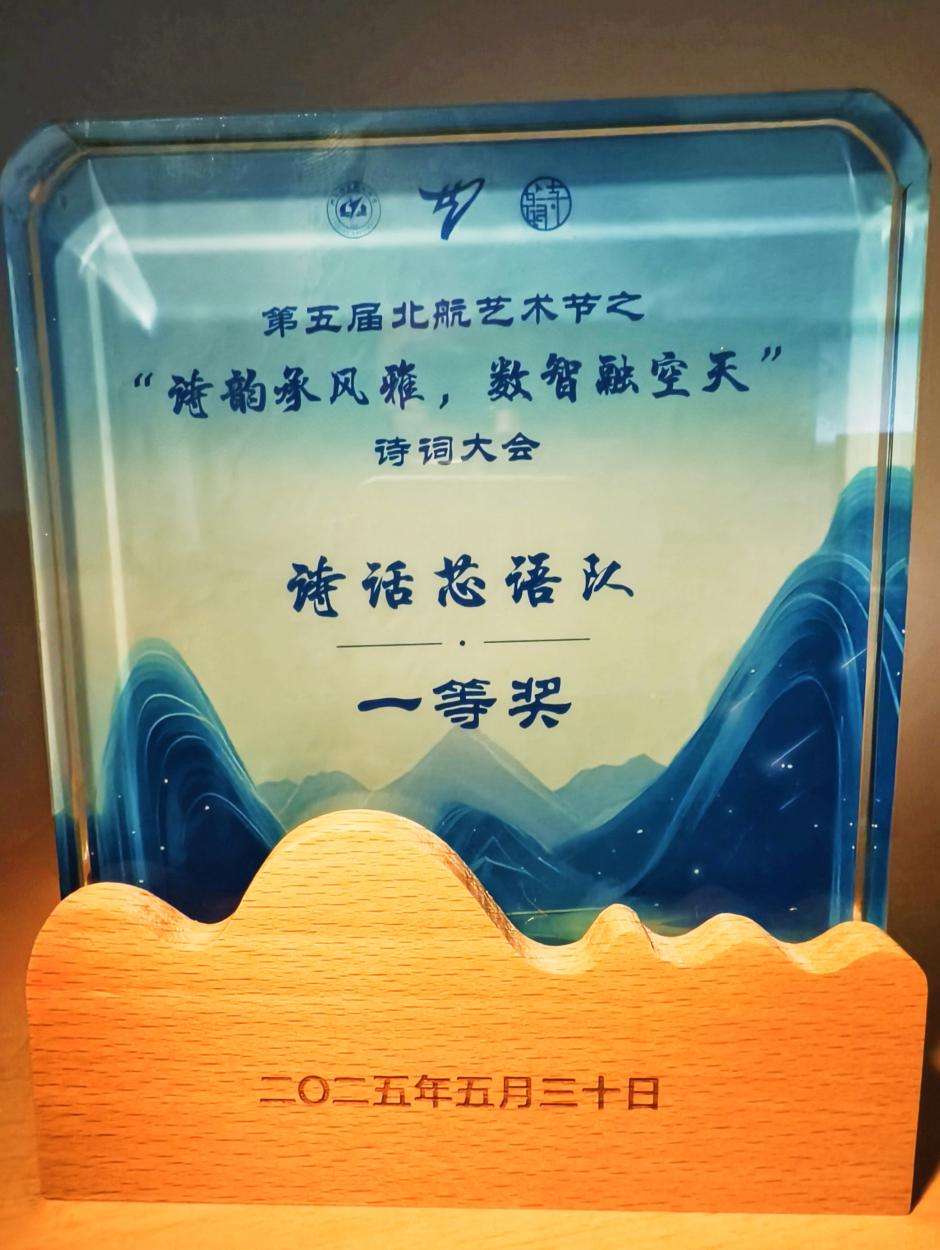 第五届北航艺术节之
“诗韵承风雅，数智融空天”
诗词大会
诗话芯语队
一等奖
二〇二五年五月三十日